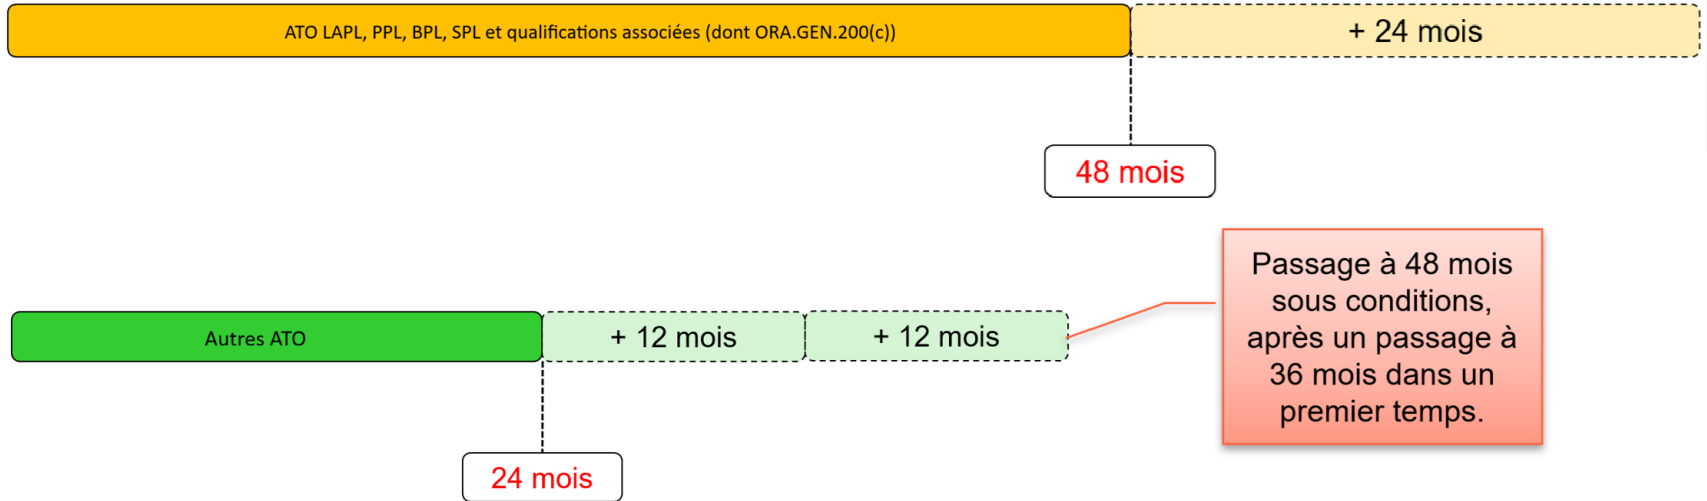 ATO LAPL, PPL, BPL, SPL et qualifications associées (dont ORA.GEN.200(c))
+ 24 mois
48 mois
Autres ATO
+ 12 mois
+ 12 mois
Passage à 48 mois
sous conditions,
après un passage à
36 mois dans un
premier temps.
24 mois